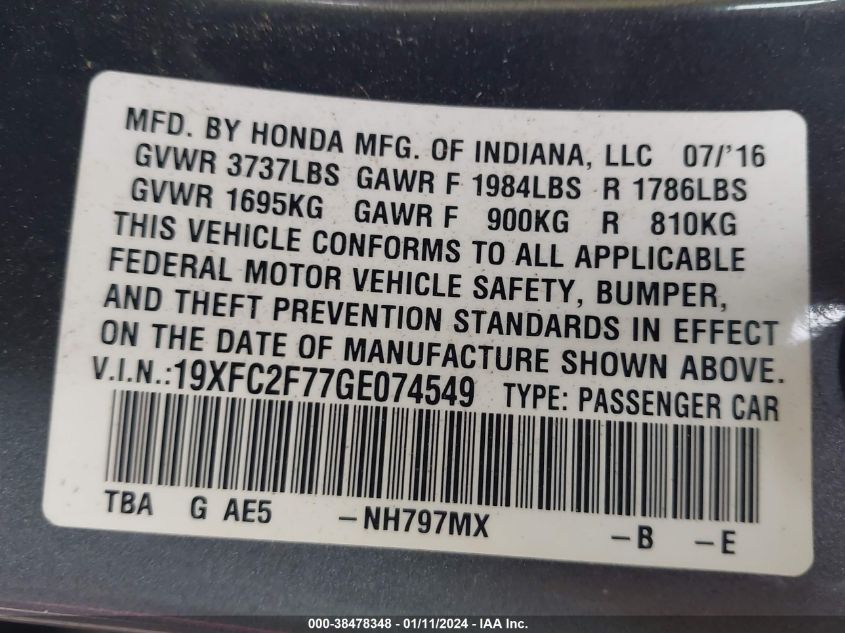 MFD. BY HONDA MFG. OF INDIANA, LLC 07/'16
GVWR 3737LBS GAWR F 1984LBS R 1786LBS
GVWR 1695KG GAWR F 900KG R 810KG
THIS VEHICLE CONFORMS TO ALL APPLICABLE
FEDERAL MOTOR VEHICLE SAFETY, BUMPER,
AND THEFT PREVENTION STANDARDS IN EFFECT
ON THE DATE OF MANUFACTURE SHOWN ABOVE.
V.I.N.:19XFC2F77GE074549 TYPE: PASSENGER CAR
TBA G AE5 -NH797MX -B -E
000-38478348 - 01/11/2024 - IAA Inc.